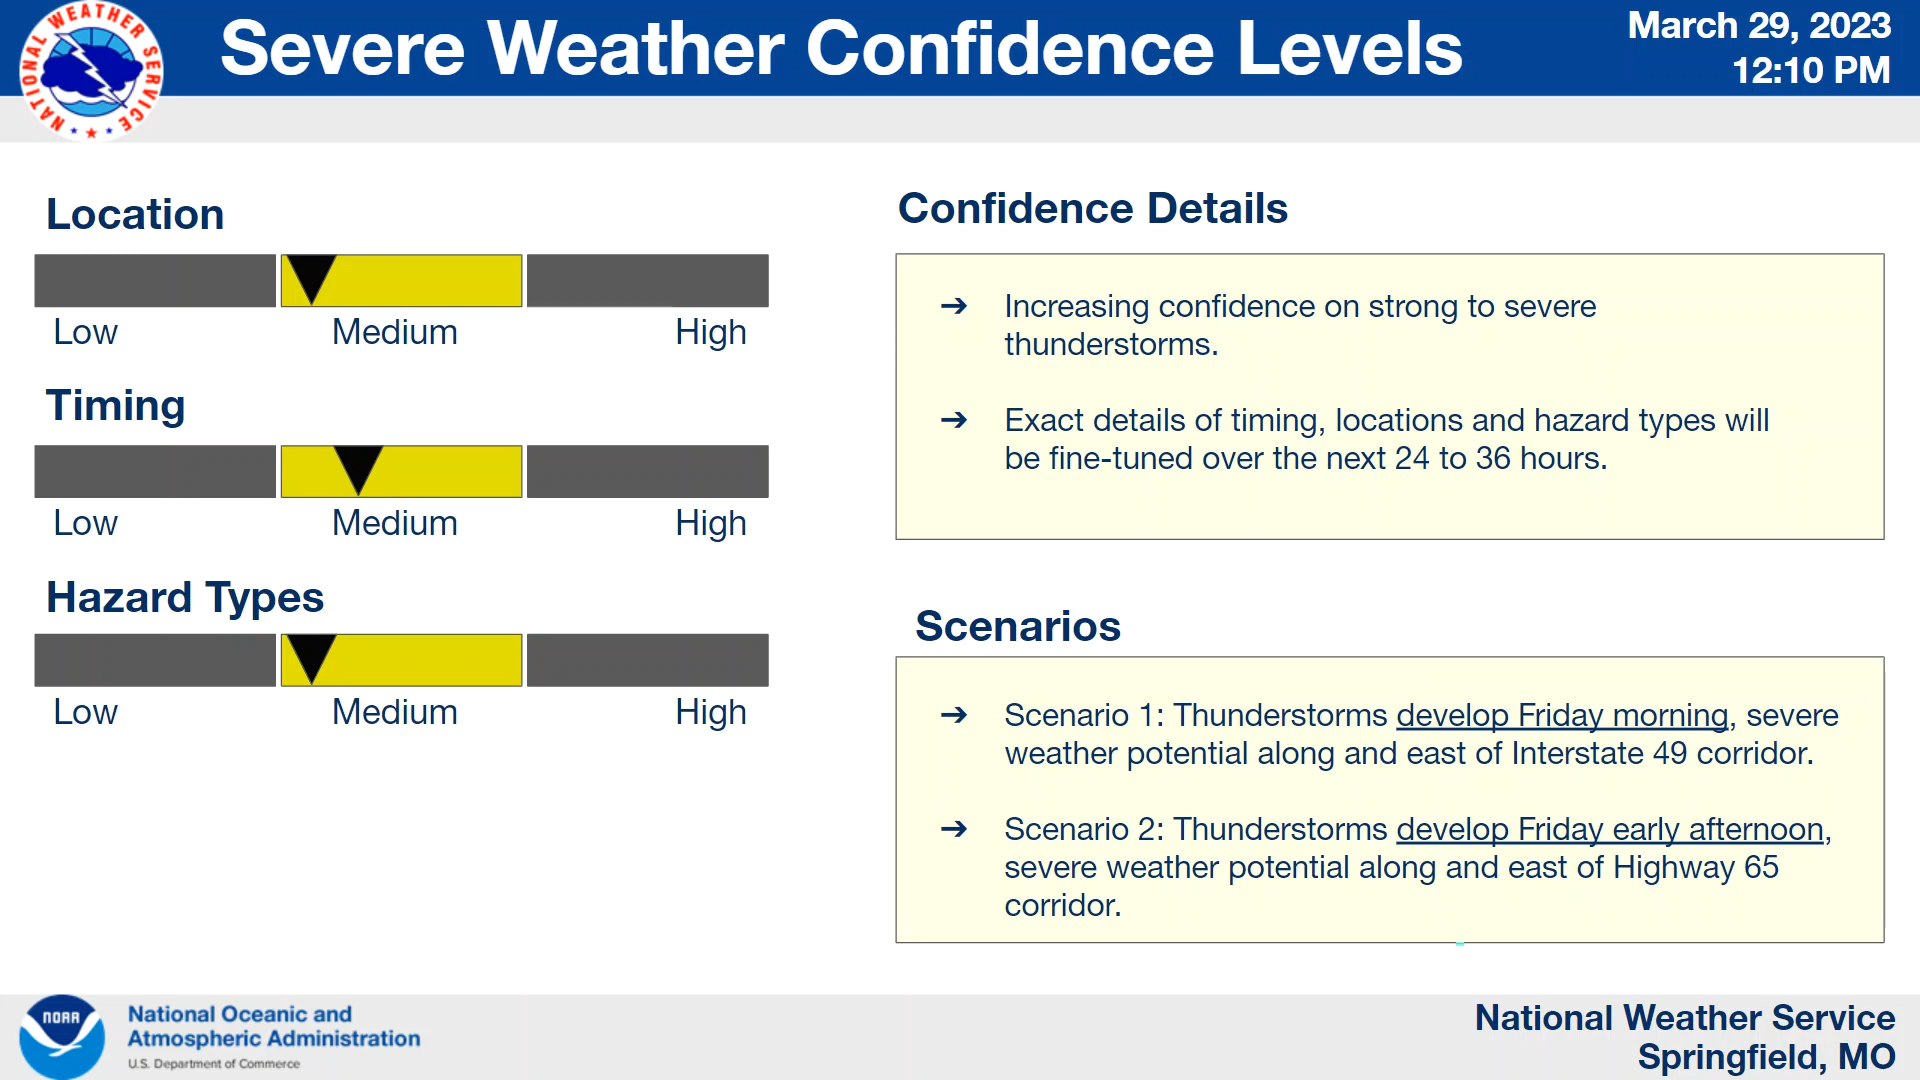 NATIONAL WEATHER SERVICE
Severe Weather Confidence Levels
March 29, 2023
12:10 PM
Location
Low Medium High
Timing
Low Medium High
Hazard Types
Low Medium High
Confidence Details
➔ Increasing confidence on strong to severe
thunderstorms.
➔ Exact details of timing, locations and hazard types will
be fine-tuned over the next 24 to 36 hours.
Scenarios
➔ Scenario 1: Thunderstorms develop Friday morning, severe
weather potential along and east of Interstate 49 corridor.
➔ Scenario 2: Thunderstorms develop Friday early afternoon,
severe weather potential along and east of Highway 65
corridor.
NOAA
National Oceanic and
Atmospheric Administration
U.S. Department of Commerce
National Weather Service
Springfield, MO